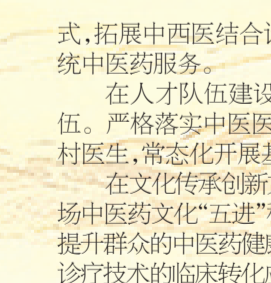 式，拓展中西医结合
统中医药服务。
在人才队伍建设
伍。严格落实中医医
村医生，常态化开展
在文化传承创新
场中医药文化“五进”
提升群众的中医药健
诊疗技术的临床转化